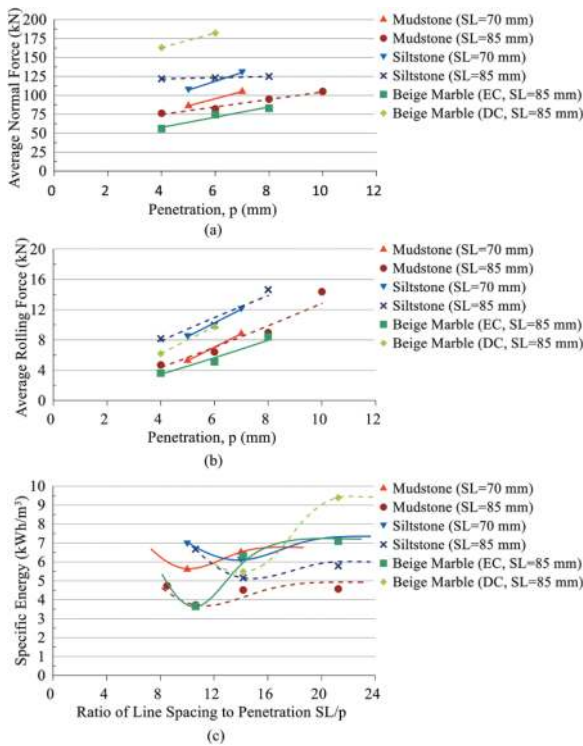 Average Normal Force (kN)
200
175
150
125
100
75
50
25
0
0 2 4 6 8 10 12
Penetration, p (mm)
(a)
Mudstone (SL=70 mm)
Mudstone (SL=85 mm)
Siltstone (SL=70 mm)
Siltstone (SL=85 mm)
Beige Marble (EC, SL=85 mm)
Beige Marble (DC, SL=85 mm)
Average Rolling Force (kN)
20
16
12
8
4
0
0 2 4 6 8 10 12
Penetration, p (mm)
(b)
Mudstone (SL=70 mm)
Mudstone (SL=85 mm)
Siltstone (SL=70 mm)
Siltstone (SL=85 mm)
Beige Marble (EC, SL=85 mm)
Beige Marble (DC, SL=85 mm)
Specific Energy (kWh/m³)
10
9
8
7
6
5
4
3
2
1
0
0 4 8 12 16 20 24
Ratio of Line Spacing to Penetration SL/p
(c)
Mudstone (SL=70 mm)
Mudstone (SL=85 mm)
Siltstone (SL=70 mm)
Siltstone (SL=85 mm)
Beige Marble (EC, SL=85 mm)
Beige Marble (DC, SL=85 mm)